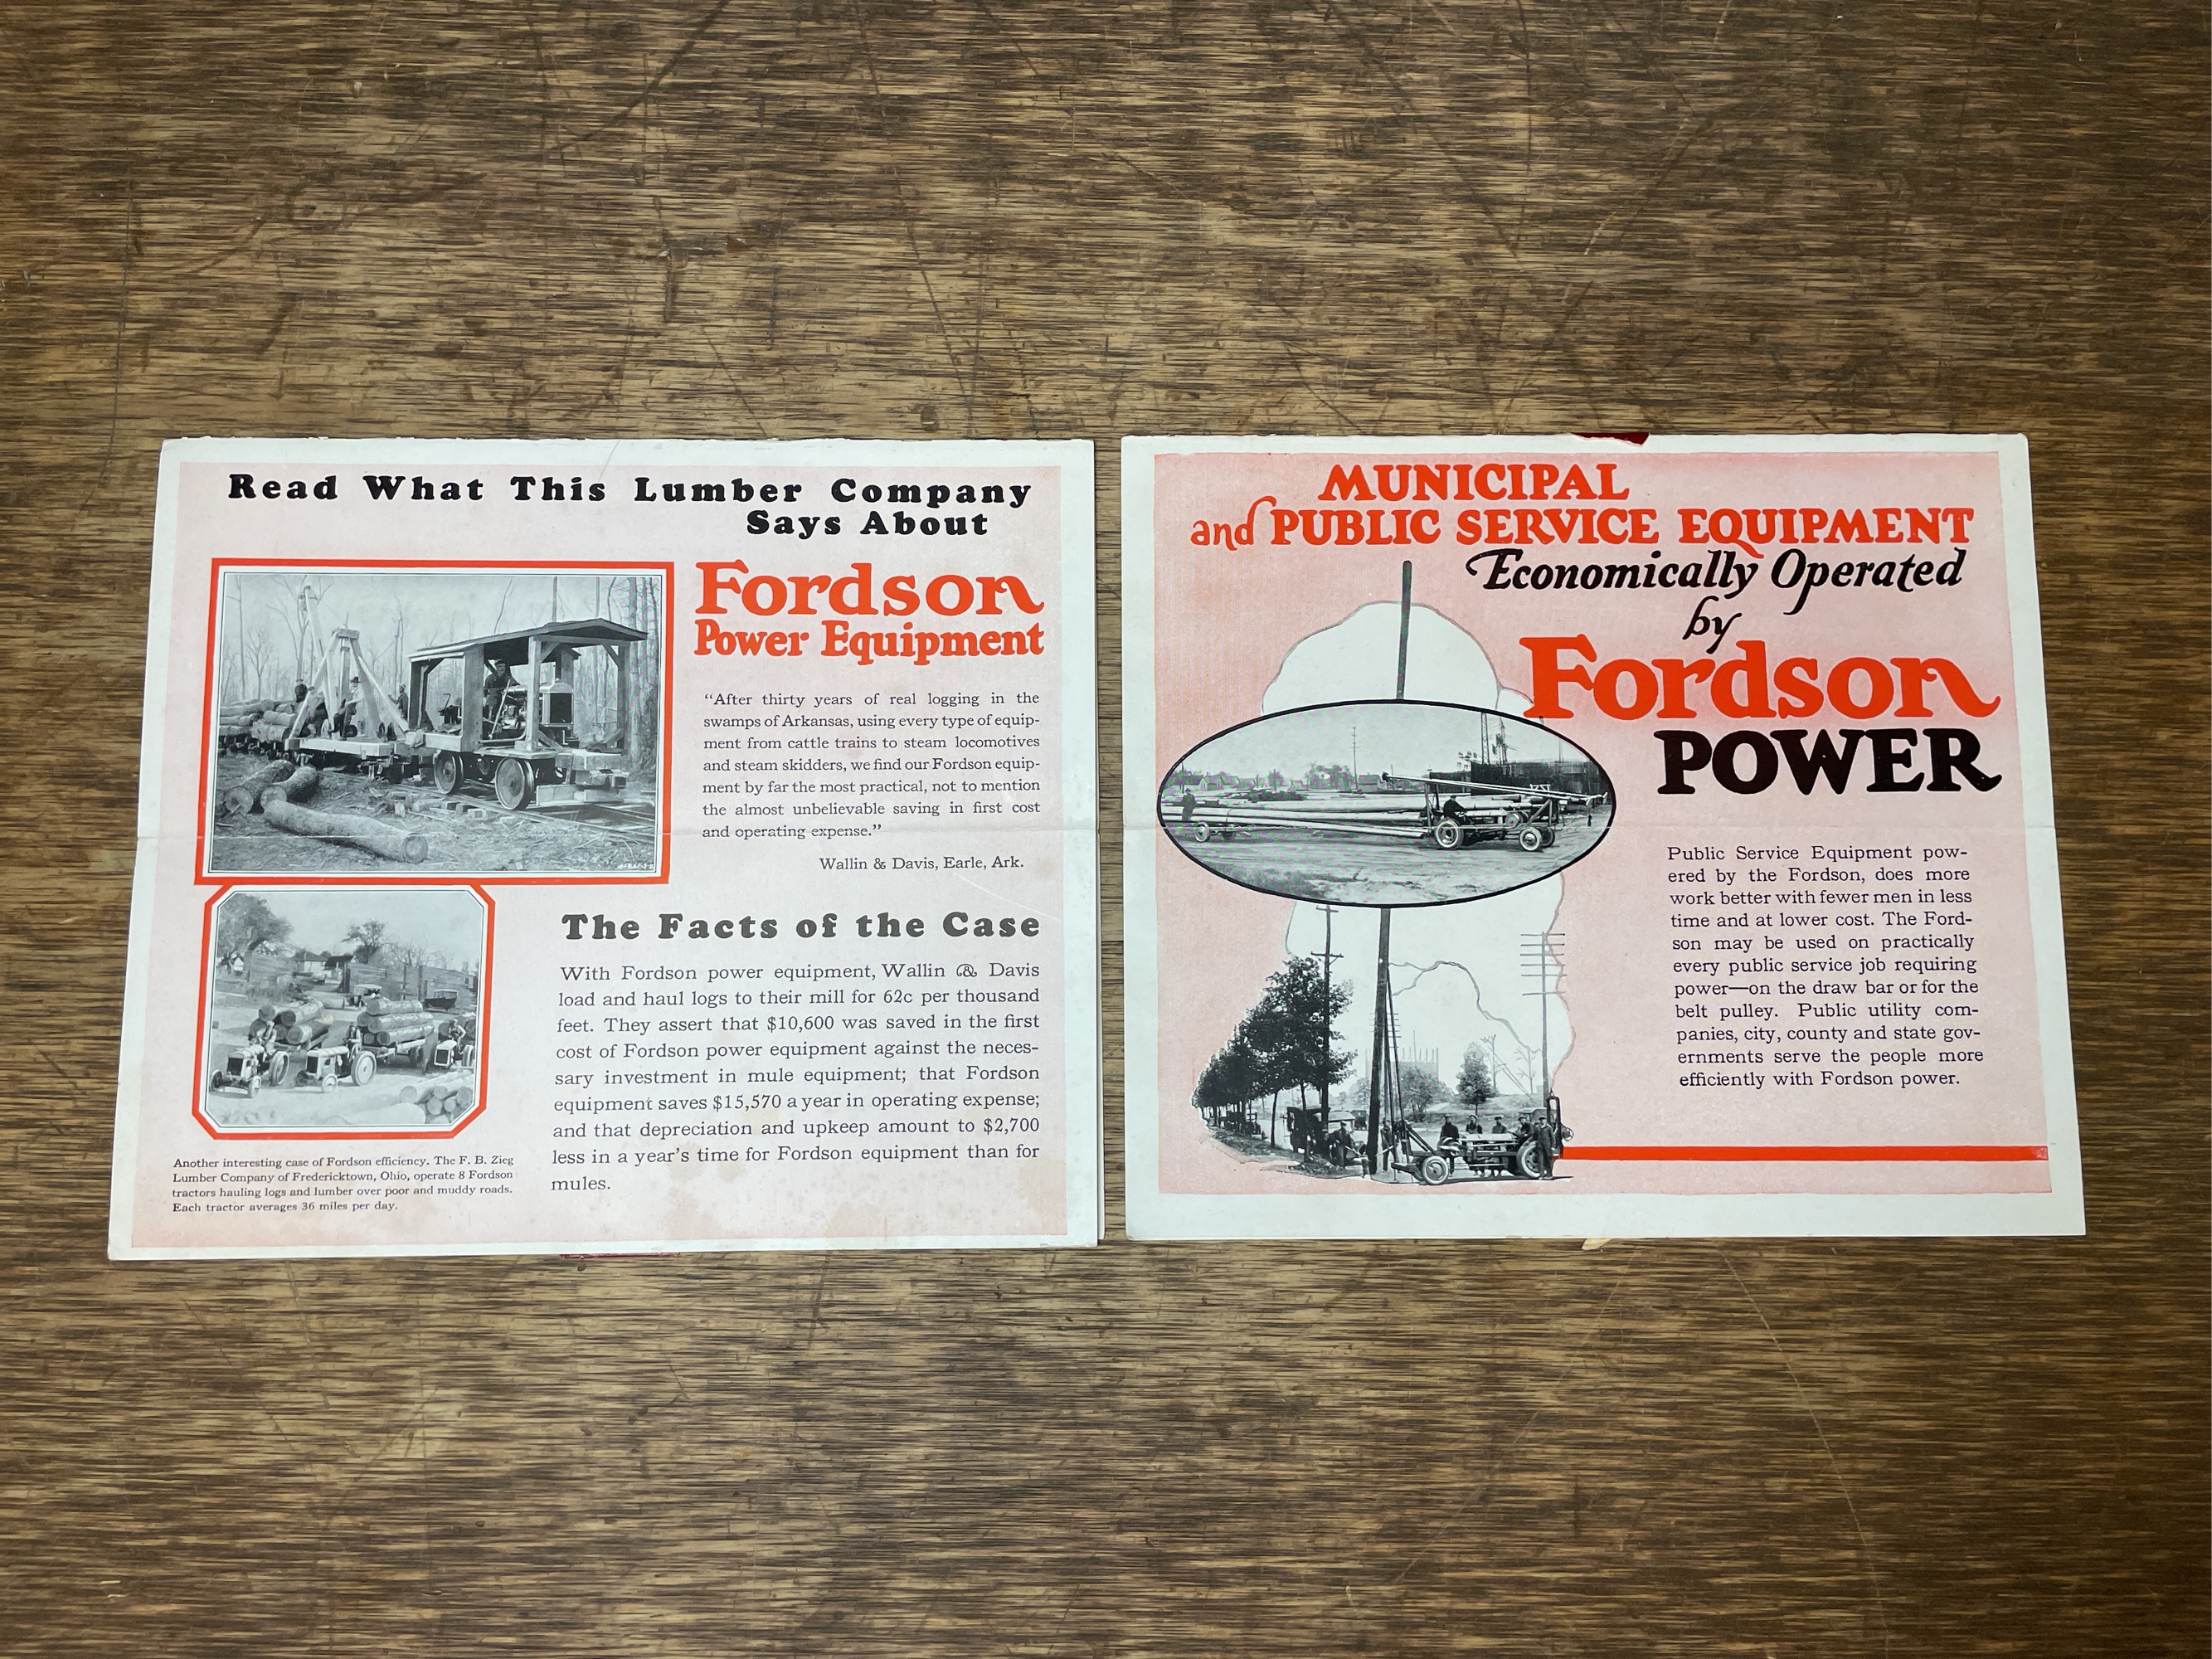 Read What This Lumber Company
Says About
Fordson
Power Equipment
“After thirty years of real logging in the
swamps of Arkansas, using every type of equip-
ment from cattle trains to steam locomotives
and steam skidders, we find our Fordson equip-
ment by far the most practical, not to mention
the almost unbelievable saving in first cost
and operating expense.”
Wallin & Davis, Earle, Ark.
The Facts of the Case
With Fordson power equipment, Wallin & Davis
load and haul logs to their mill for 62c per thousand
feet. They assert that $10,600 was saved in the first
cost of Fordson power equipment against the neces-
sary investment in mule equipment; that Fordson
equipment saves $15,570 a year in operating expense;
and that depreciation and upkeep amount to $2,700
less in a year’s time for Fordson equipment than for
mules.
Another interesting case of Fordson efficiency. The F. B. Zieg
Lumber Company of Fredericktown, Ohio, operate 8 Fordson
tractors hauling logs and lumber over poor and muddy roads.
Each tractor averages 36 miles per day.
MUNICIPAL
and PUBLIC SERVICE EQUIPMENT
Economically Operated
by
Fordson
POWER
Public Service Equipment pow-
ered by the Fordson, does more
work better with fewer men in less
time and at lower cost. The Ford-
son may be used on practically
every public service job requiring
power—on the draw bar or for the
belt pulley. Public utility com-
panies, city, county and state gov-
ernments serve the people more
efficiently with Fordson power.